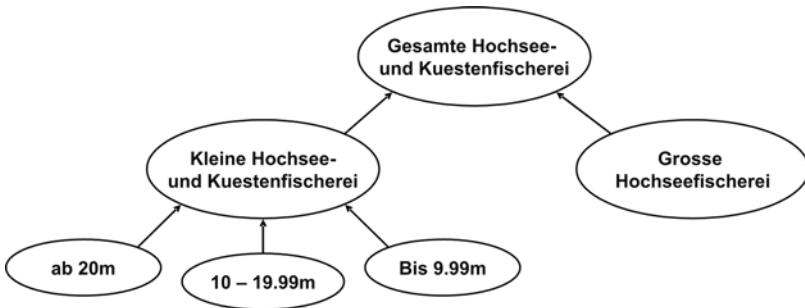 Gesamte Hochsee-
und Kuestenfischerei
Kleine Hochsee-
und Kuestenfischerei
Grosse
Hochseefischerei
ab 20m
10 – 19.99m
Bis 9.99m